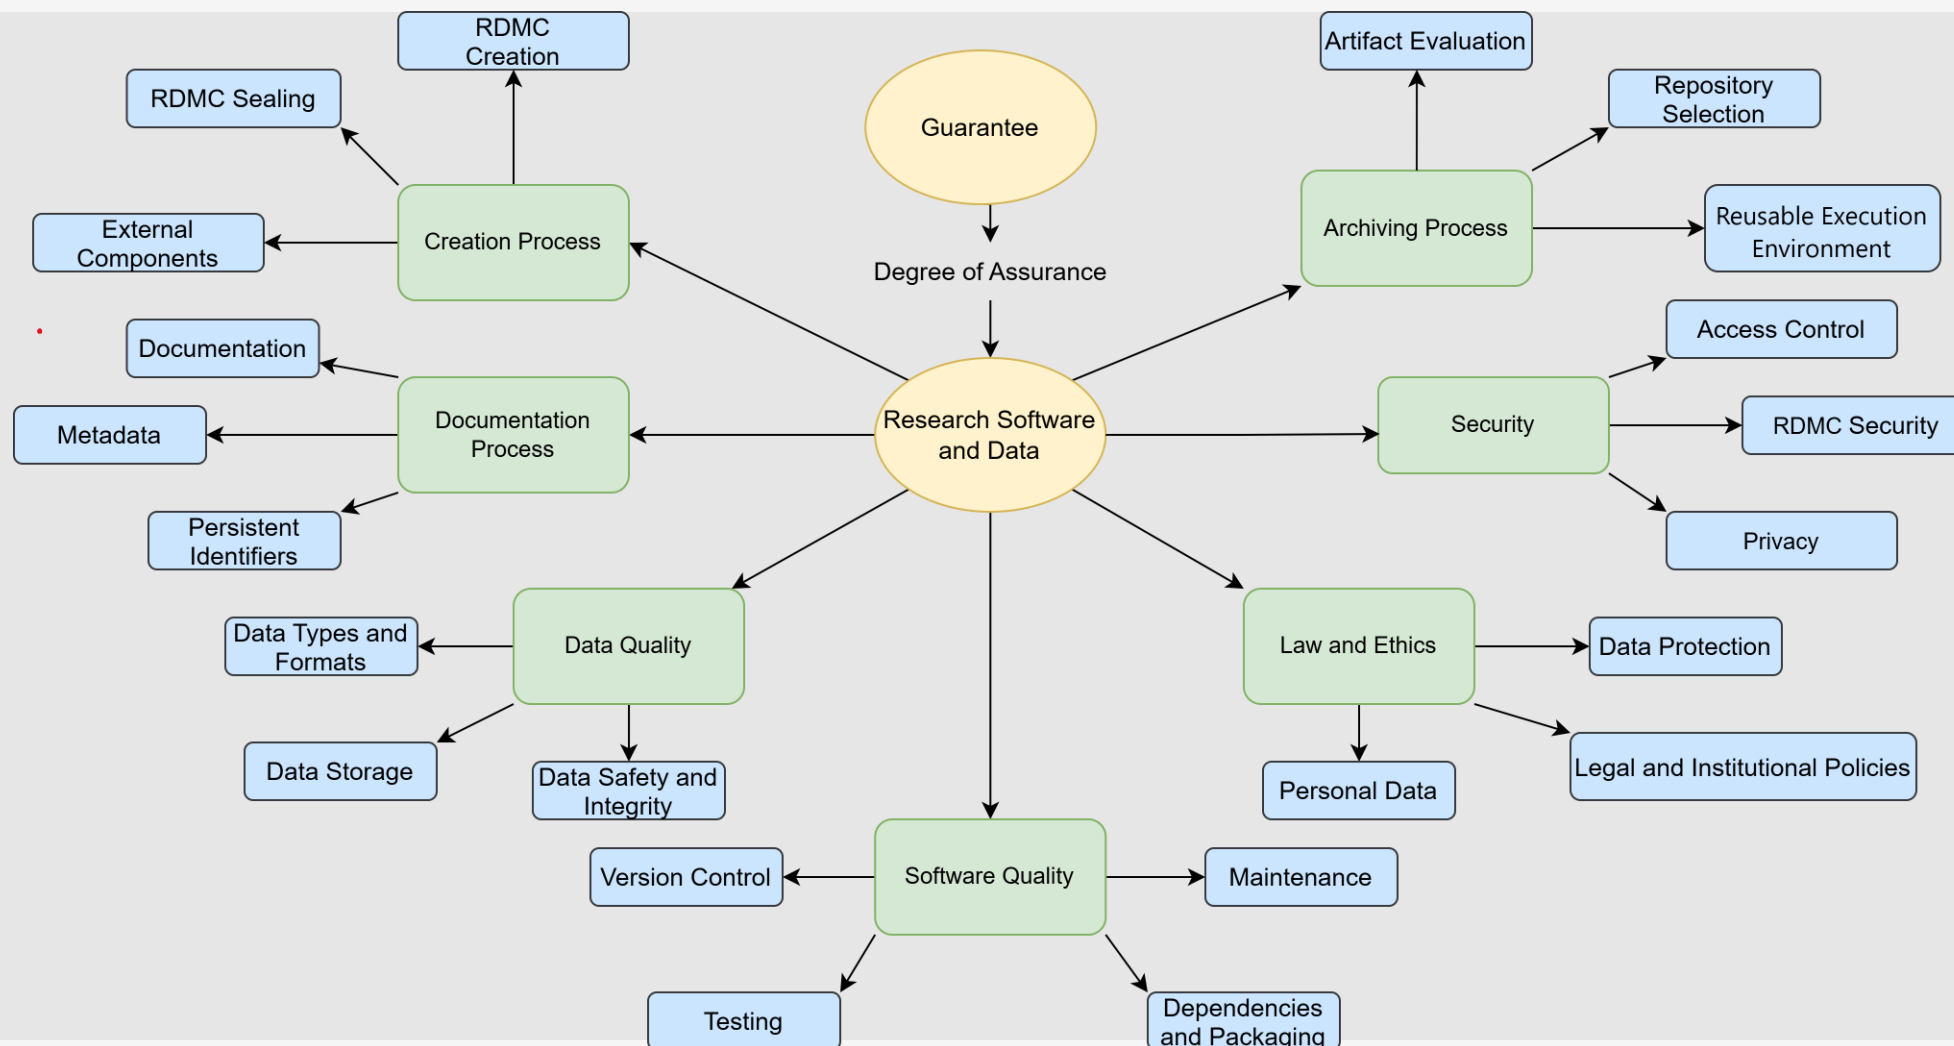 RDMC
Creation
RDMC Sealing
External
Components
Creation Process
Guarantee
Degree of Assurance
Artifact Evaluation
Repository
Selection
Archiving Process
Reusable Execution
Environment
Documentation
Metadata
Persistent
Identifiers
Documentation
Process
Research Software
and Data
Access Control
Security
RDMC Security
Privacy
Data Types and
Formats
Data Quality
Data Storage
Data Safety and
Integrity
Law and Ethics
Data Protection
Legal and Institutional Policies
Personal Data
Version Control
Software Quality
Maintenance
Testing
Dependencies
and Packaging